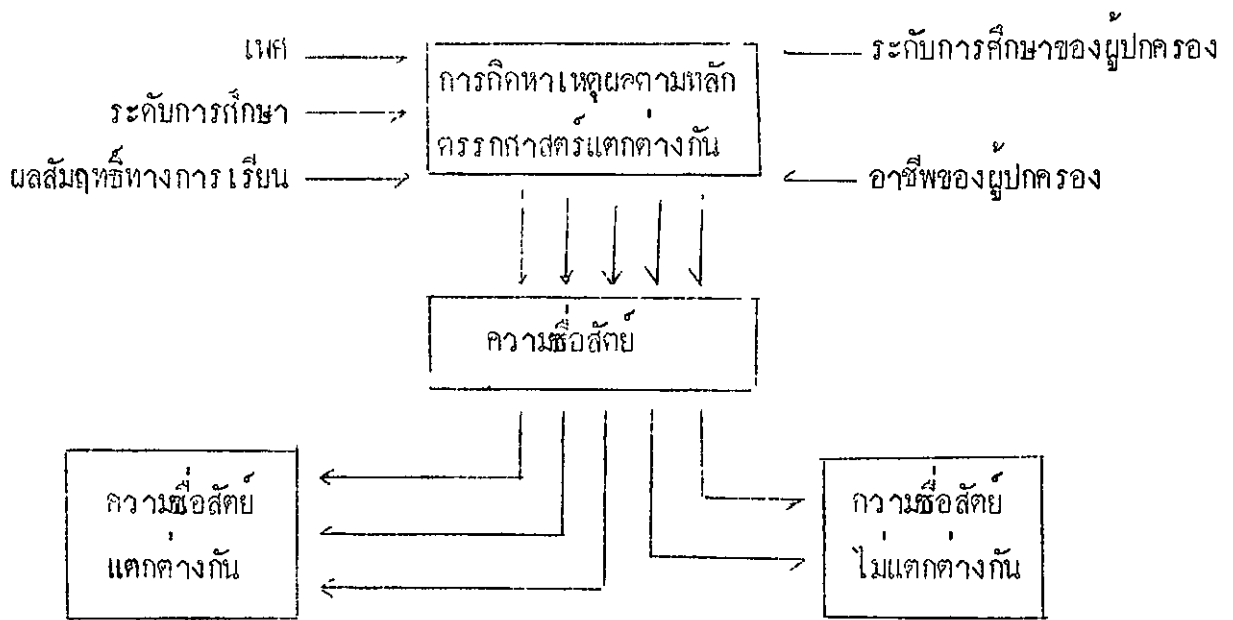 เพศ
ระดับการศึกษา
ผลสัมฤทธิ์ทางการเรียน
การคิดหาเหตุผลตามหลัก
ตรรกศาสตร์แตกต่างกัน
ระดับการศึกษาของผู้ปกครอง
อาชีพของผู้ปกครอง
ความซื่อสัตย์
ความซื่อสัตย์
แตกต่างกัน
ความซื่อสัตย์
ไม่แตกต่างกัน